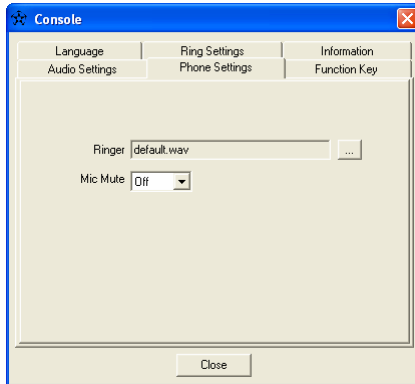 Console
Language Ring Settings Information
Audio Settings Phone Settings Function Key
Ringer default.wav ...
Mic Mute Off
Close